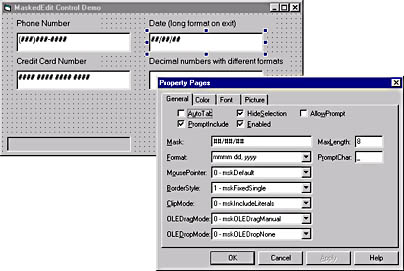 MaskedEdit Control Demo
Phone Number
Date (long format on exit)
(###)###-####
##/##/##
Credit Card Number
Decimal numbers with different formats
#### #### #### ####
Property Pages
General
Color
Font
Picture
AutoTab
HideSelection
AllowPrompt
PromptInclude
Enabled
Mask:
##/##/##
MaxLength:
8
Format:
mmmm dd, yyyy
PromptChar:
_
MousePointer:
0 - mskDefault
BorderStyle:
1 - mskFixedSingle
ClipMode:
0 - mskIncludeLiterals
OLEDragMode:
0 - mskOLEDragManual
OLEDropMode:
0 - mskOLEDropNone
OK
Cancel
Apply
Help